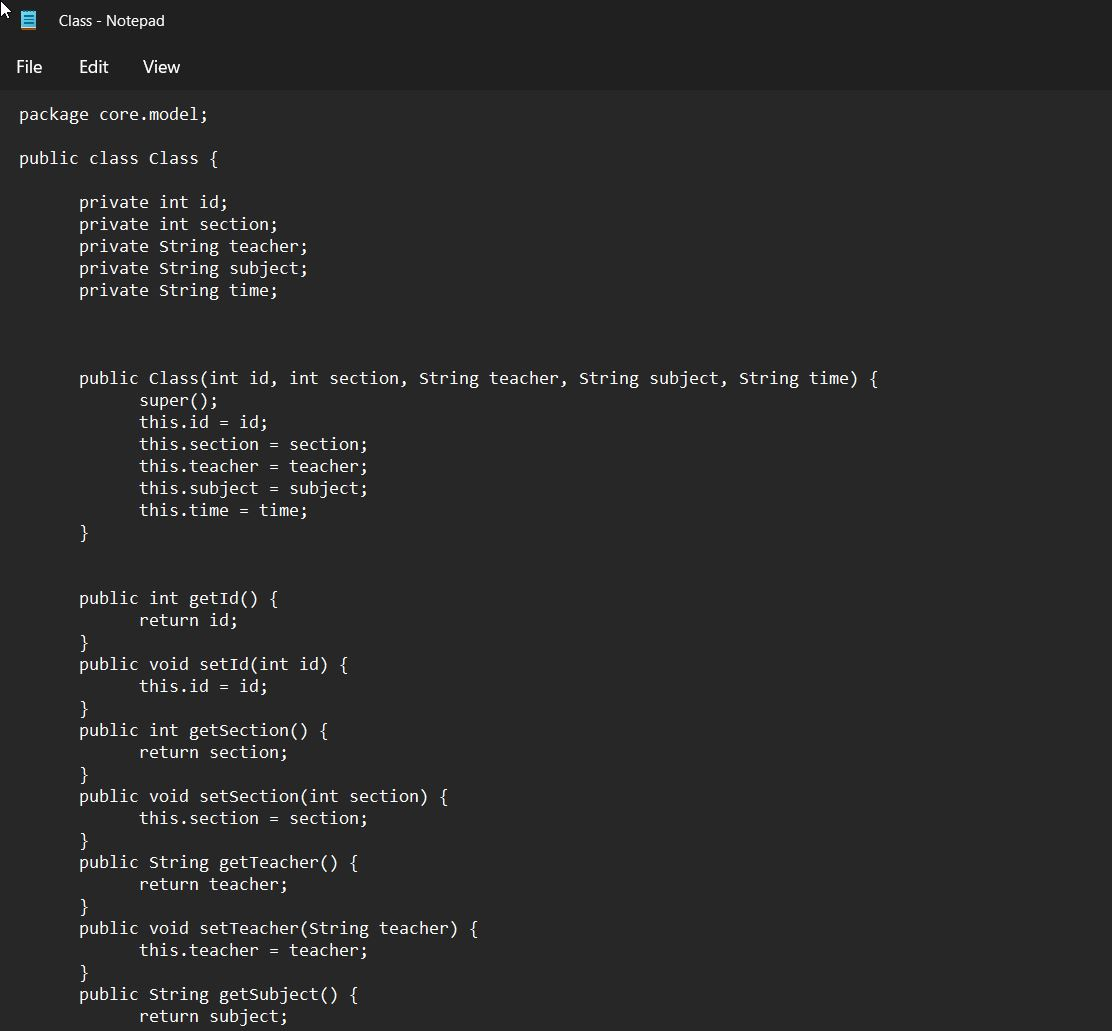 Class - Notepad
File Edit View
package core.model;
public class Class {
private int id;
private int section;
private String teacher;
private String subject;
private String time;
public Class(int id, int section, String teacher, String subject, String time) {
super();
this.id = id;
this.section = section;
this.teacher = teacher;
this.subject = subject;
this.time = time;
}
public int getId() {
return id;
}
public void setId(int id) {
this.id = id;
}
public int getSection() {
return section;
}
public void setSection(int section) {
this.section = section;
}
public String getTeacher() {
return teacher;
}
public void setTeacher(String teacher) {
this.teacher = teacher;
}
public String getSubject() {
return subject;